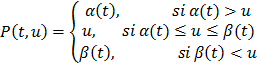 α(t),   si α(t) > u
P(t,u) = { u,   si α(t) ≤ u ≤ β(t)
β(t),   si β(t) < u